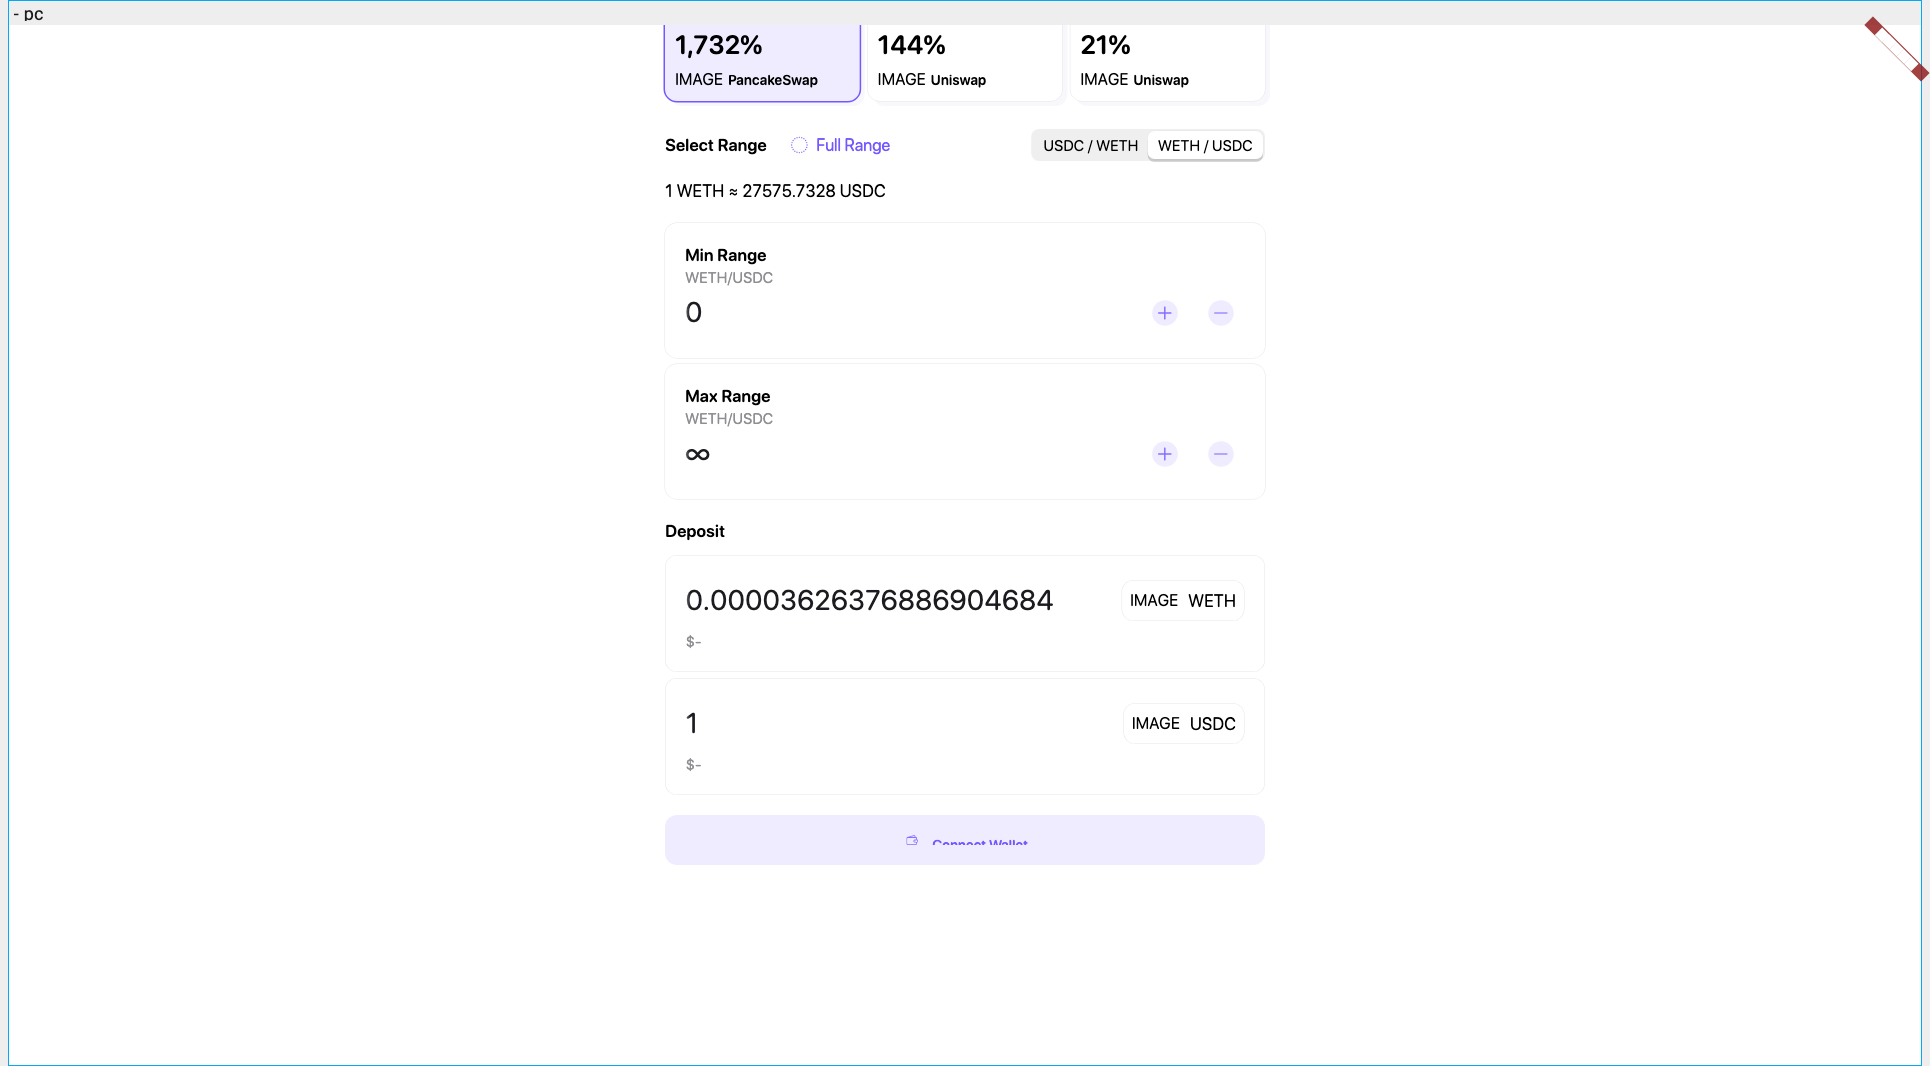 - pc
1,732% 144% 21%
IMAGE PancakeSwap IMAGE Uniswap IMAGE Uniswap
Select Range Full Range USDC / WETH WETH / USDC
1 WETH ≈ 27575.7328 USDC
Min Range
WETH/USDC
0
Max Range
WETH/USDC
∞
Deposit
0.00003626376886904684 IMAGE WETH
$-
1 IMAGE USDC
$-
Connect Wallet